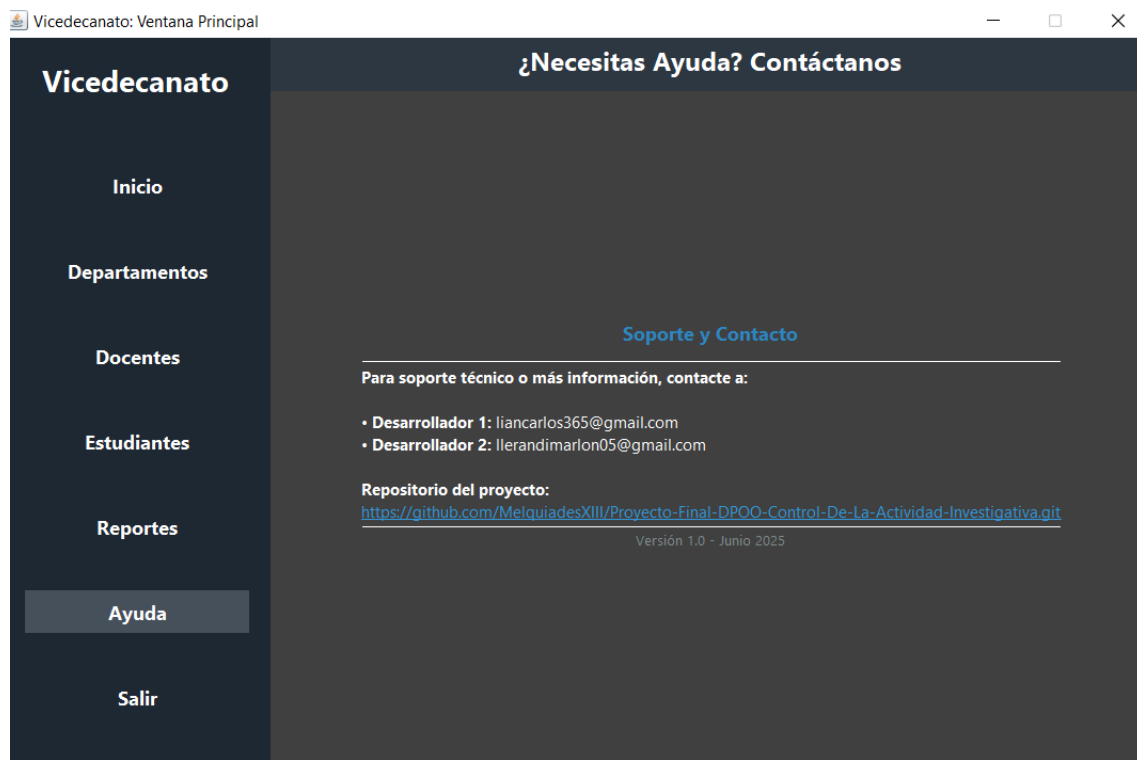 Vicedecanato: Ventana Principal
Vicedecanato
Inicio
Departamentos
Docentes
Estudiantes
Reportes
Ayuda
Salir
¿Necesitas Ayuda? Contáctanos
Soporte y Contacto
Para soporte técnico o más información, contacte a:
• Desarrollador 1: liancarlos365@gmail.com
• Desarrollador 2: llerandimarlon05@gmail.com
Repositorio del proyecto:
https://github.com/MelquiadesXIII/Proyecto-Final-DPOO-Control-De-La-Actividad-Investigativa.git
Versión 1.0 - Junio 2025